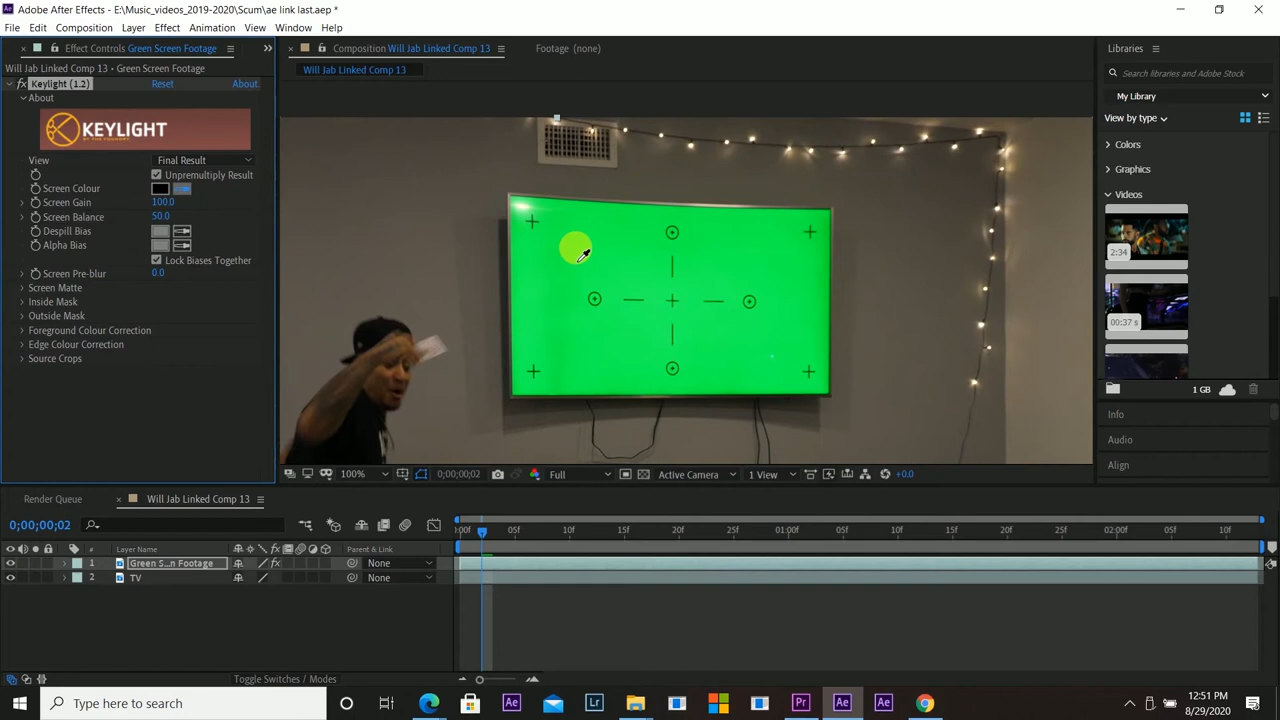 Adobe After Effects - E:\Music_videos_2019-2020\Scum\ae link last.aep *
File Edit Composition Layer Effect Animation View Window Help
Effect Controls Green Screen Footage
Composition Will Jab Linked Comp 13
Footage (none)
Libraries
Will Jab Linked Comp 13 • Green Screen Footage
Will Jab Linked Comp 13
Search libraries and Adobe Stock
fx Keylight (1.2) Reset About.
My Library
About
View by type
KEYLIGHT
BY THE FOUNDRY
Colors
View Final Result
Graphics
Unpremultiply Result
Videos
Screen Colour
Screen Gain 100.0
Screen Balance 50.0
Despill Bias
Alpha Bias
2:34
Lock Biases Together
Screen Pre-blur 0.0
Screen Matte
Inside Mask
Outside Mask
00:37 s
Foreground Colour Correction
Edge Colour Correction
Source Crops
1 GB
Info
Audio
Align
100% 0;00;00;02 Full Active Camera 1 View +0.0
Render Queue
Will Jab Linked Comp 13
0;00;00;02
:00f 05f 10f 15f 20f 25f 01:00f 05f 10f 15f 20f 25f 02:00f 05f 10f
# Layer Name Parent & Link
1 Green S...n Footage fx None
2 TV None
Toggle Switches / Modes
Type here to search
Ae Lr Pr Ae Ae
12:51 PM
8/29/2020